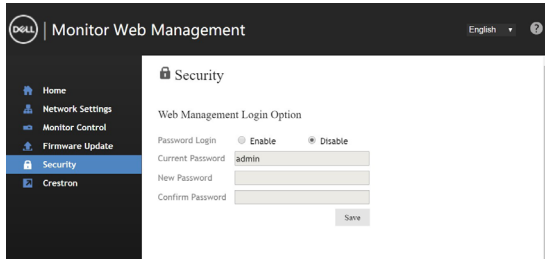 DELL | Monitor Web Management
English
?
Home
Network Settings
Monitor Control
Firmware Update
Security
Crestron
Security
Web Management Login Option
Password Login Enable Disable
Current Password admin
New Password
Confirm Password
Save